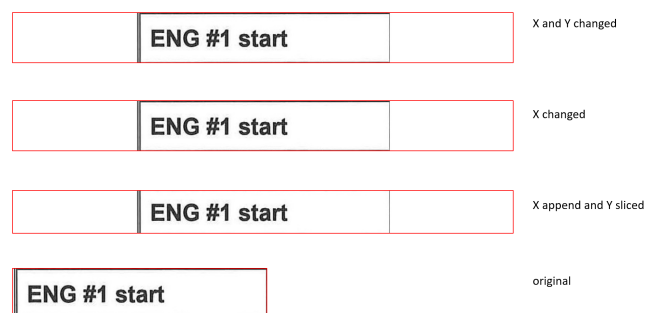 ENG #1 start X and Y changed
ENG #1 start X changed
ENG #1 start X append and Y sliced
ENG #1 start original